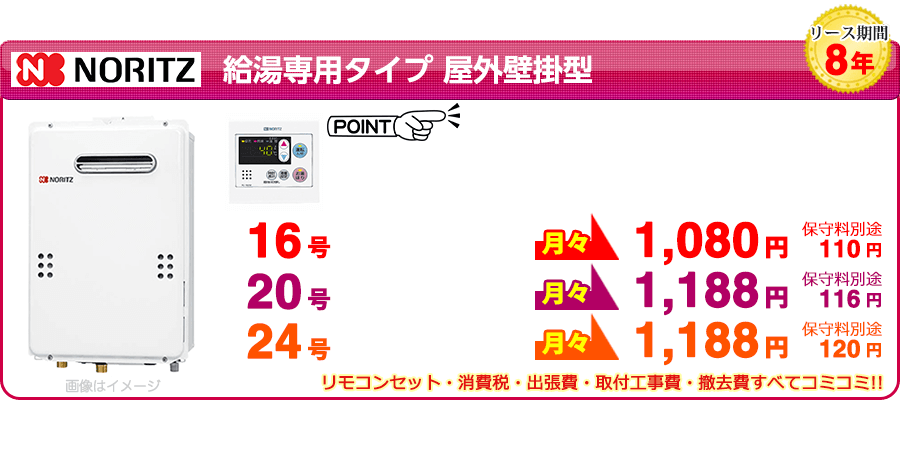 リース期間
8年
NORITZ 給湯専用タイプ 屋外壁掛型
POINT
NORITZ
NORITZ
16号 月々 1,080円 保守料別途 110円
20号 月々 1,188円 保守料別途 116円
24号 月々 1,188円 保守料別途 120円
画像はイメージ
リモコンセット・消費税・出張費・取付工事費・撤去費すべてコミコミ!!